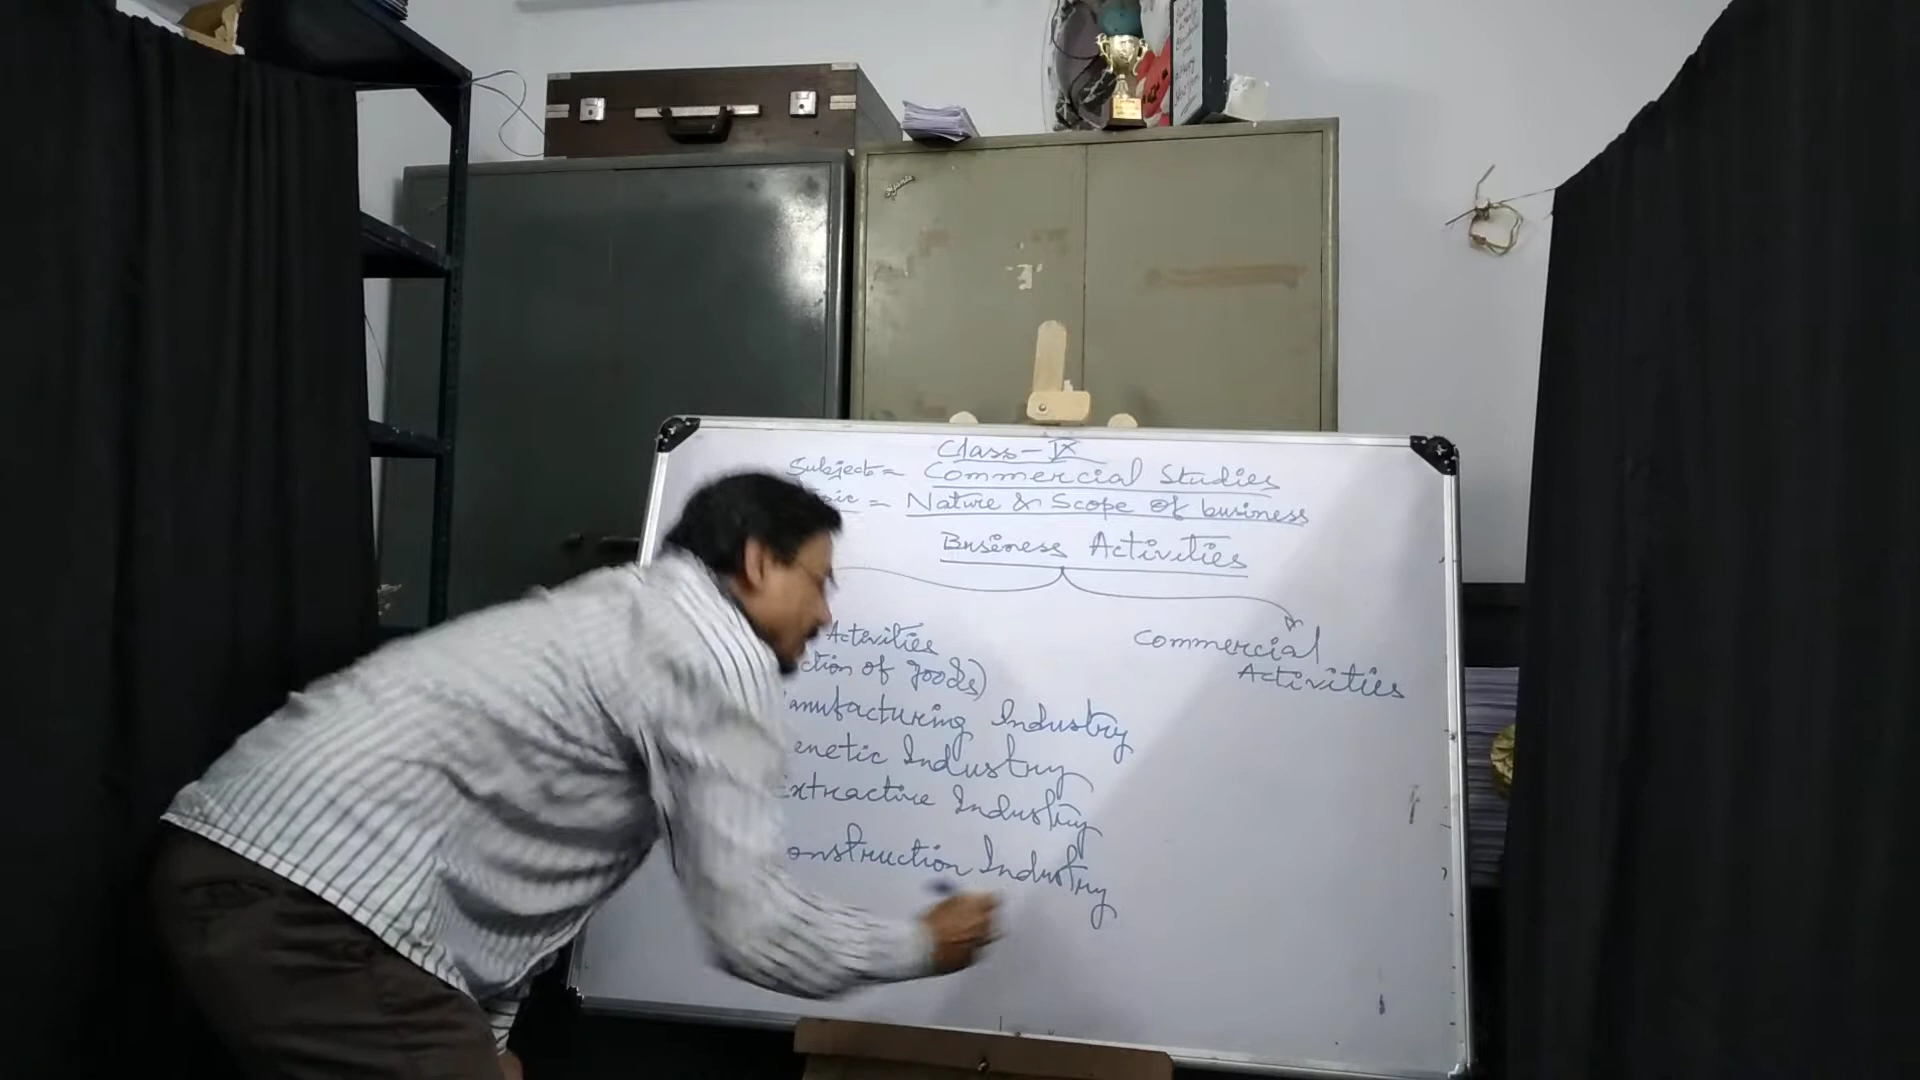 Class - IX
Subject = Commercial Studies
= Nature & Scope of business
Business Activities
Activities
ction of goods)
Commercial
Activities
anufacturing Industry
enetic Industry
Extractive Industry
onstruction Industry